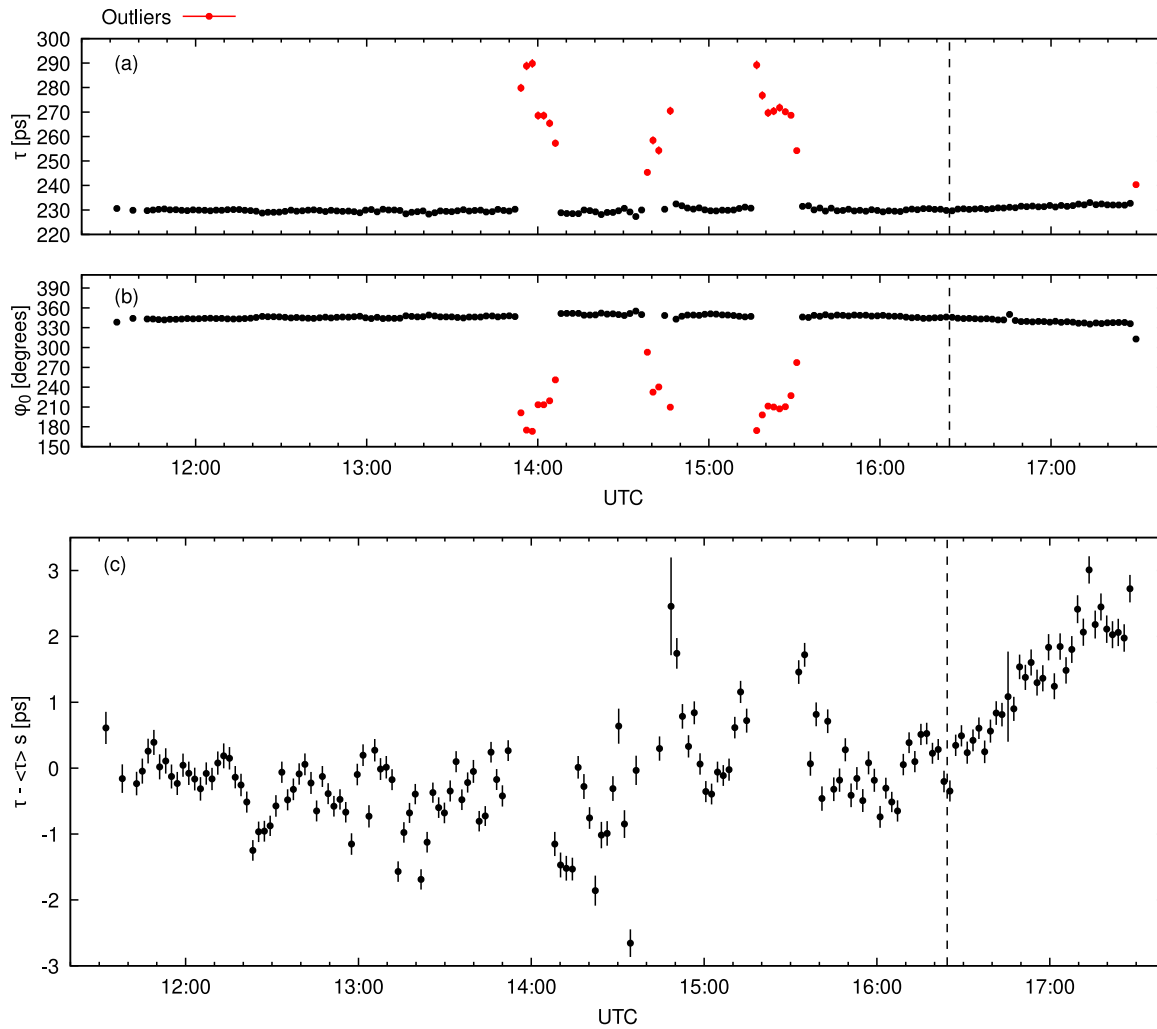 Outliers
300
290
280
270
260
250
240
230
220
τ [ps]
(a)
390
360
330
300
270
240
210
180
150
φ0 [degrees]
(b)
12:00 13:00 14:00 15:00 16:00 17:00
UTC
3
2
1
0
-1
-2
-3
τ - <τ> s [ps]
(c)
12:00 13:00 14:00 15:00 16:00 17:00
UTC